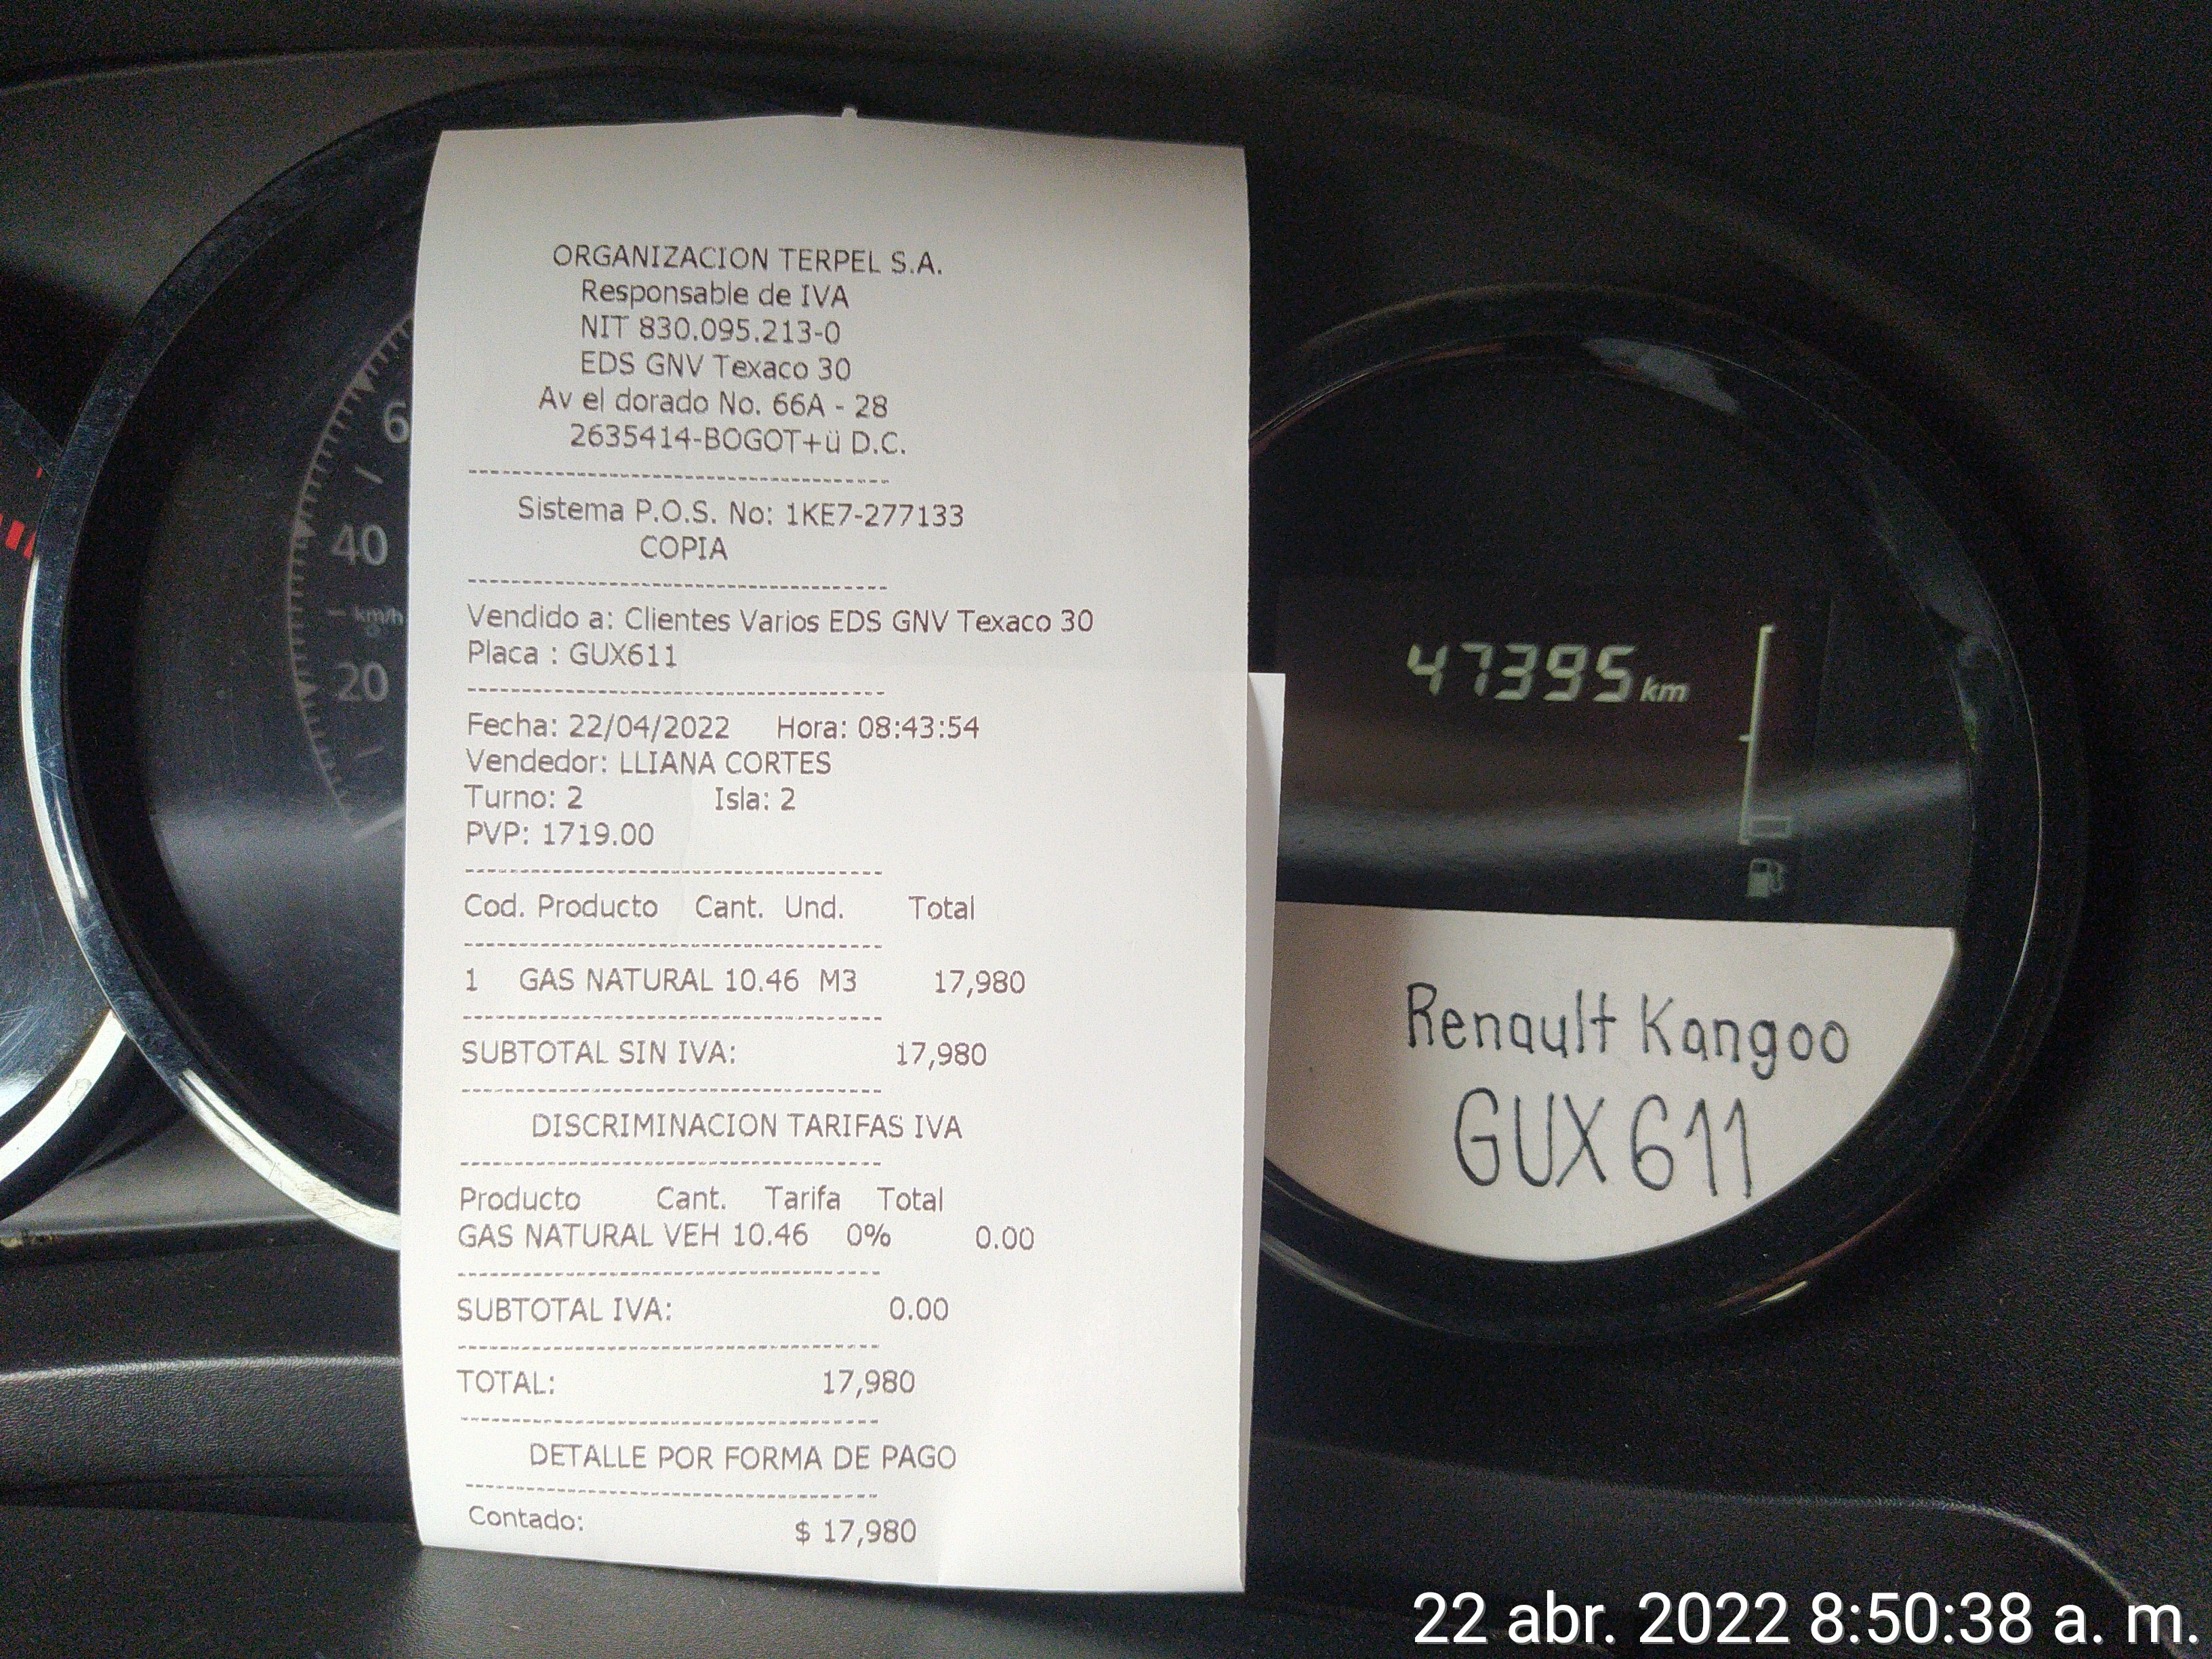 ORGANIZACION TERPEL S.A.
Responsable de IVA
NIT 830.095.213-0
EDS GNV Texaco 30
Av el dorado No. 66A - 28
2635414-BOGOT+ü D.C.
Sistema P.O.S. No: 1KE7-277133
COPIA
Vendido a: Clientes Varios EDS GNV Texaco 30
Placa : GUX611
Fecha: 22/04/2022 Hora: 08:43:54
Vendedor: LLIANA CORTES
Turno: 2 Isla: 2
PVP: 1719.00
Cod. Producto Cant. Und. Total
1 GAS NATURAL 10.46 M3 17,980
SUBTOTAL SIN IVA: 17,980
DISCRIMINACION TARIFAS IVA
Producto Cant. Tarifa Total
GAS NATURAL VEH 10.46 0% 0.00
SUBTOTAL IVA: 0.00
TOTAL: 17,980
DETALLE POR FORMA DE PAGO
Contado: $ 17,980
6
40
km/h
20
47395 km
Renault Kangoo
GUX 611
22 abr. 2022 8:50:38 a. m.